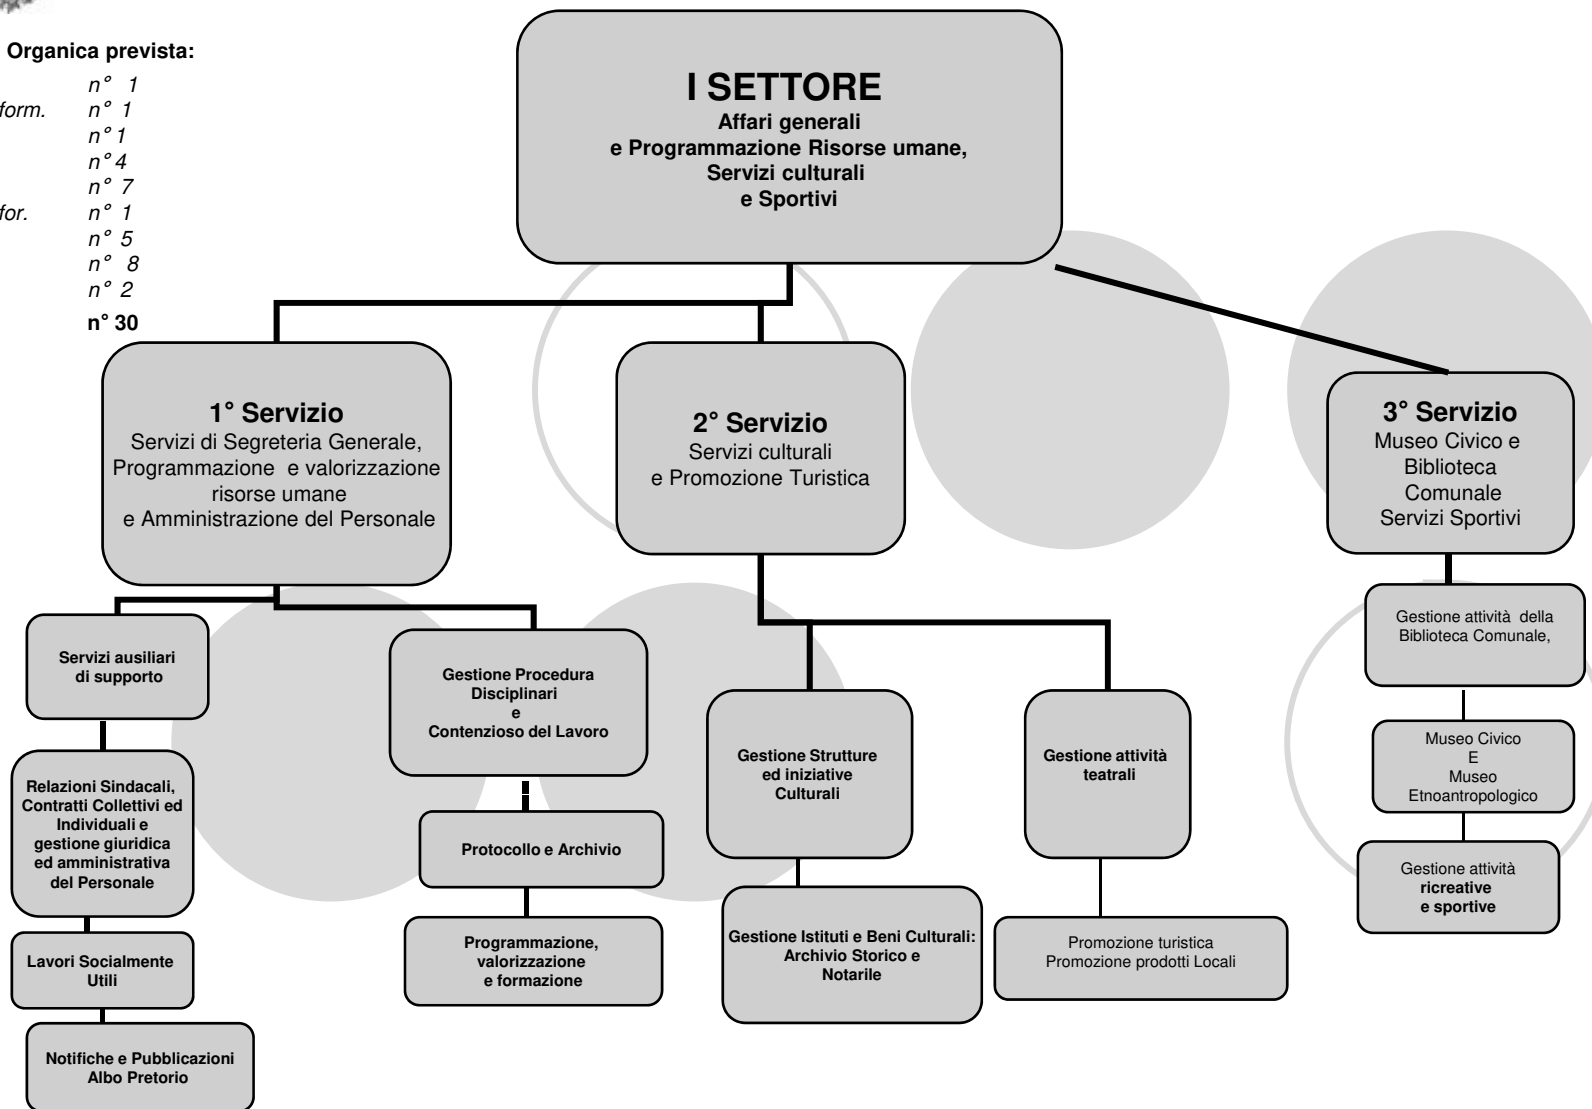 Organica prevista:
n° 1
form. n° 1
n° 1
n° 4
n° 7
for. n° 1
n° 5
n° 8
n° 2
n° 30
I SETTORE
Affari generali
e Programmazione Risorse umane,
Servizi culturali
e Sportivi
1° Servizio
Servizi di Segreteria Generale,
Programmazione e valorizzazione
risorse umane
e Amministrazione del Personale
2° Servizio
Servizi culturali
e Promozione Turistica
3° Servizio
Museo Civico e
Biblioteca
Comunale
Servizi Sportivi
Servizi ausiliari
di supporto
Relazioni Sindacali,
Contratti Collettivi ed
Individuali e
gestione giuridica
ed amministrativa
del Personale
Lavori Socialmente
Utili
Notifiche e Pubblicazioni
Albo Pretorio
Gestione Procedura
Disciplinari
e
Contenzioso del Lavoro
Protocollo e Archivio
Programmazione,
valorizzazione
e formazione
Gestione Strutture
ed iniziative
Culturali
Gestione Istituti e Beni Culturali:
Archivio Storico e
Notarile
Gestione attività
teatrali
Promozione turistica
Promozione prodotti Locali
Gestione attività della
Biblioteca Comunale,
Museo Civico
E
Museo
Etnoantropologico
Gestione attività
ricreative
e sportive